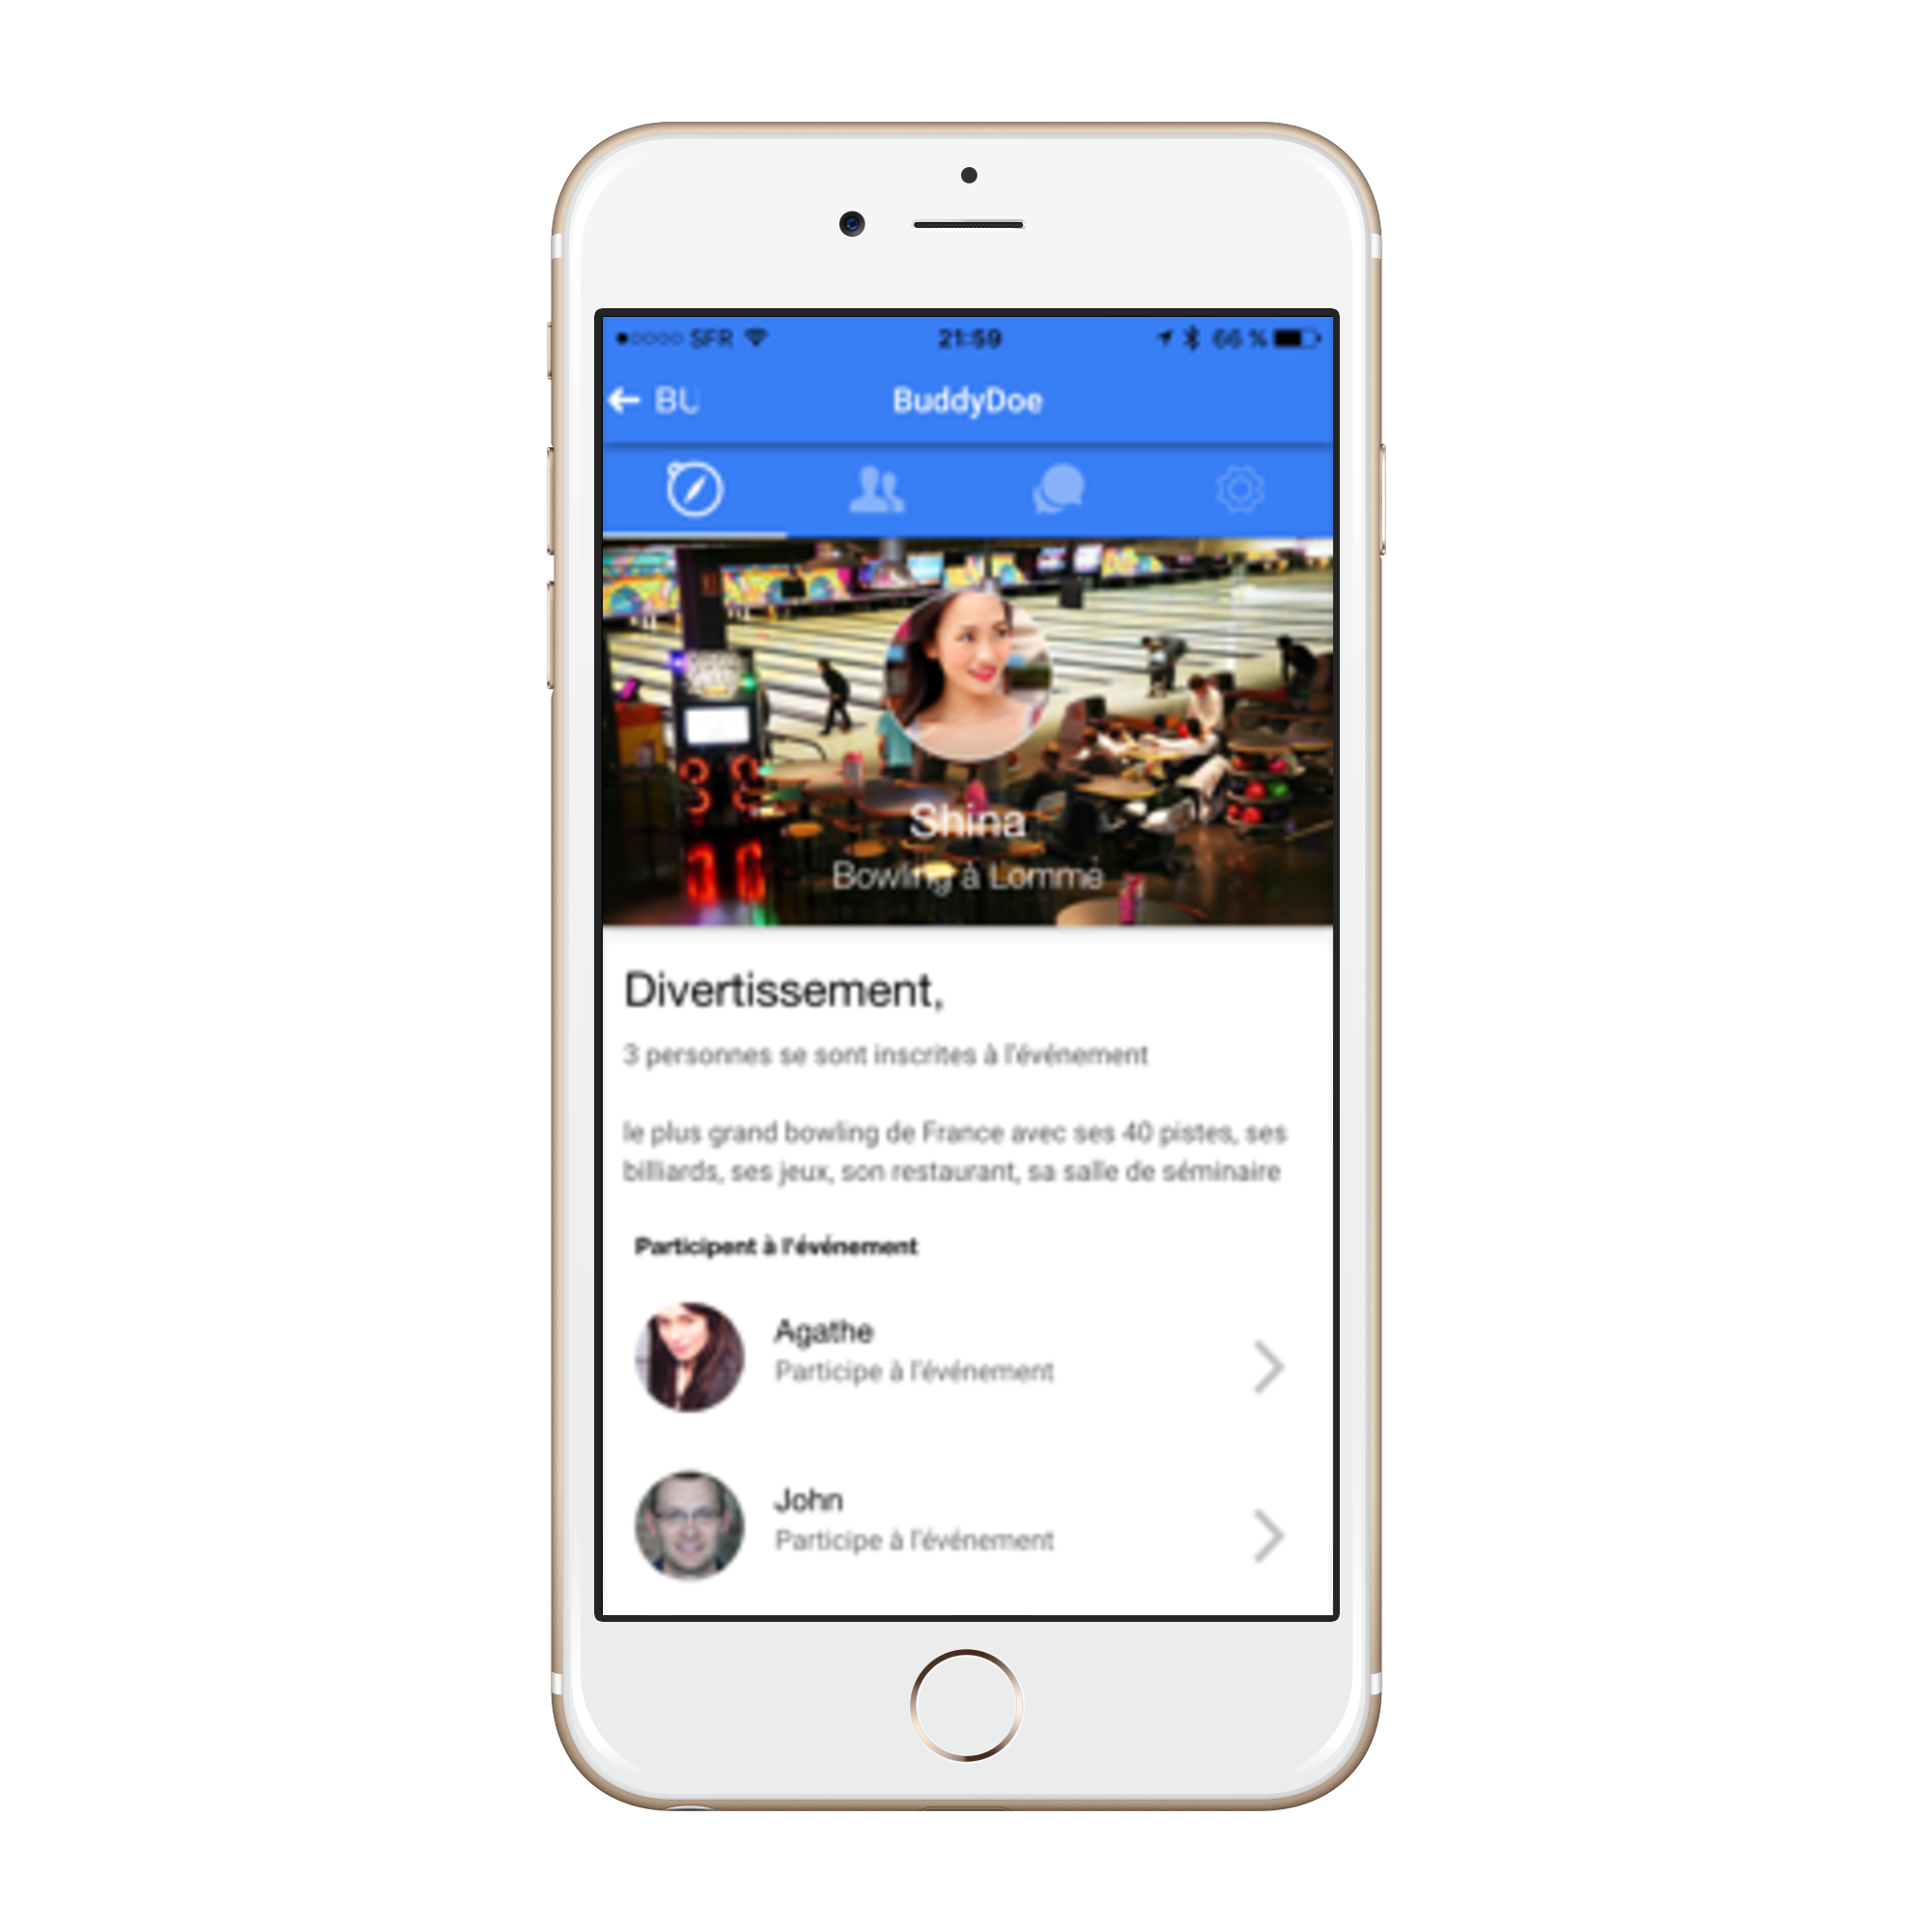 SFR 21:59 66 %
BU BuddyDoe
Shina
Bowling à Lomme
Divertissement,
3 personnes se sont inscrites à l'événement
le plus grand bowling de France avec ses 40 pistes, ses
billiards, ses jeux, son restaurant, sa salle de séminaire
Participent à l'événement
Agathe
Participe à l'événement
John
Participe à l'événement